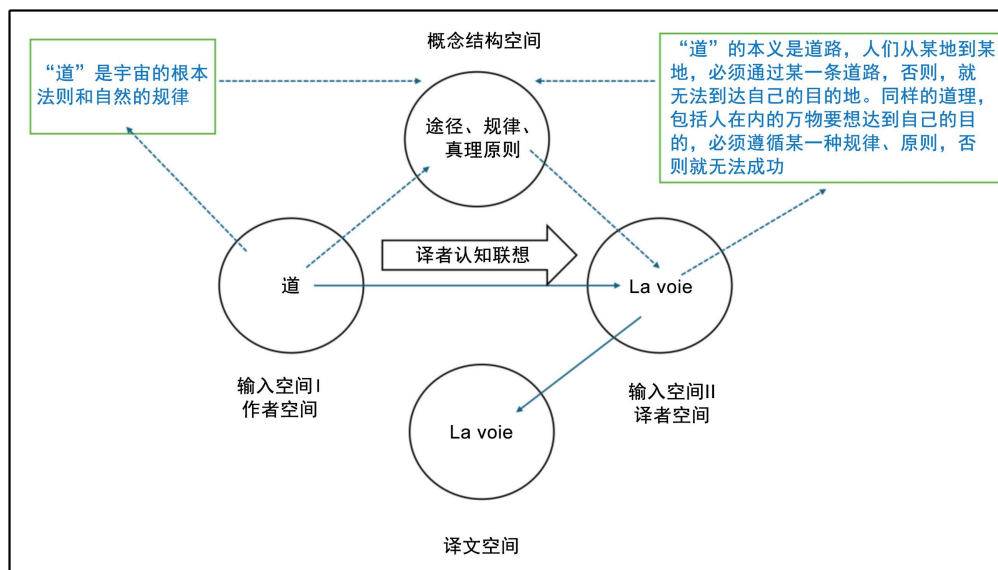 概念结构空间
“道”是宇宙的根本
法则和自然的规律
“道”的本义是道路，人们从某地到某
地，必须通过某一条道路，否则，就
无法到达自己的目的地。同样的道理，
包括人在内的万物要想达到自己的目
的，必须遵循某一种规律、原则，否
则就无法成功
途径、规律、
真理原则
译者认知联想
道
La voie
输入空间I
作者空间
输入空间II
译者空间
La voie
译文空间